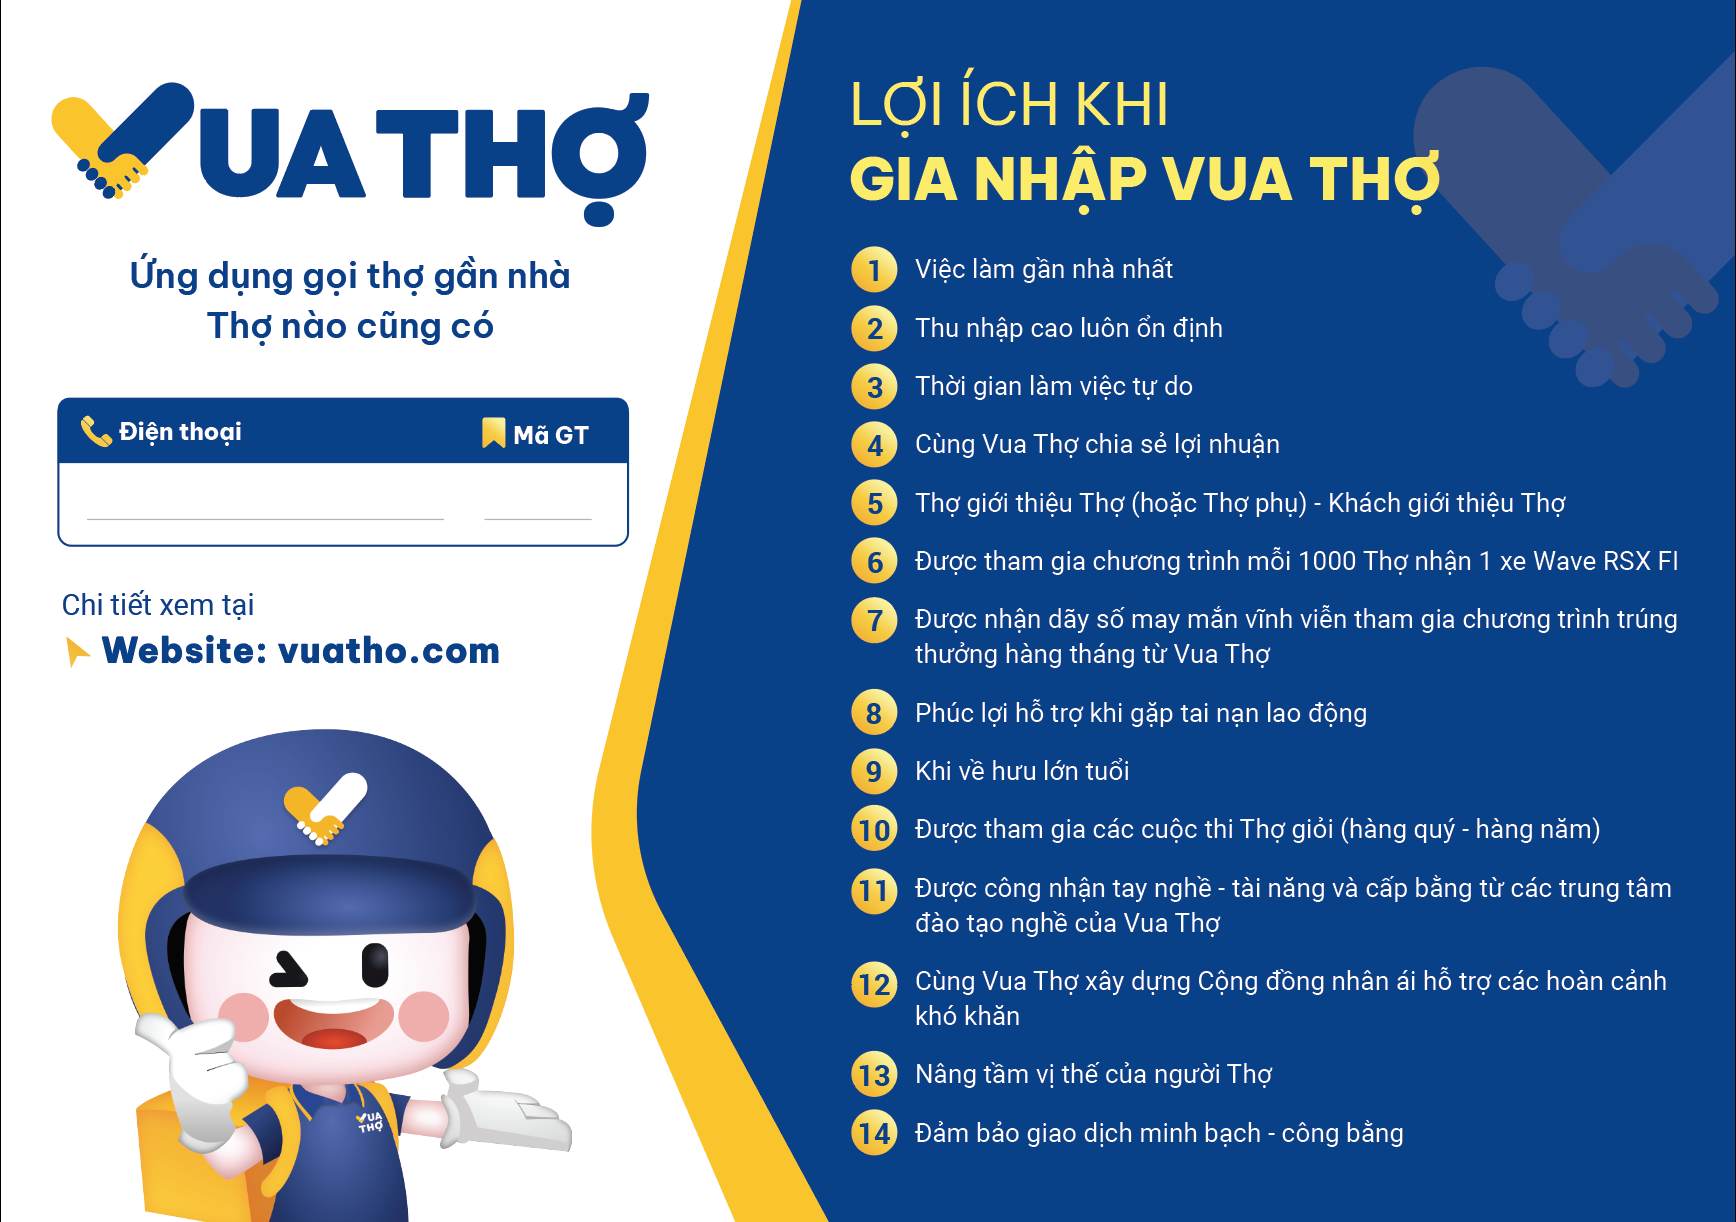 VUA THỢ
Ứng dụng gọi thợ gần nhà
Thợ nào cũng có
Điện thoại
Mã GT
Chi tiết xem tại
Website: vuatho.com
VUA
THỢ
LỢI ÍCH KHI
GIA NHẬP VUA THỢ
1 Việc làm gần nhà nhất
2 Thu nhập cao luôn ổn định
3 Thời gian làm việc tự do
4 Cùng Vua Thợ chia sẻ lợi nhuận
5 Thợ giới thiệu Thợ (hoặc Thợ phụ) - Khách giới thiệu Thợ
6 Được tham gia chương trình mỗi 1000 Thợ nhận 1 xe Wave RSX FI
7 Được nhận dãy số may mắn vĩnh viễn tham gia chương trình trúng
thưởng hàng tháng từ Vua Thợ
8 Phúc lợi hỗ trợ khi gặp tai nạn lao động
9 Khi về hưu lớn tuổi
10 Được tham gia các cuộc thi Thợ giỏi (hàng quý - hàng năm)
11 Được công nhận tay nghề - tài năng và cấp bằng từ các trung tâm
đào tạo nghề của Vua Thợ
12 Cùng Vua Thợ xây dựng Cộng đồng nhân ái hỗ trợ các hoàn cảnh
khó khăn
13 Nâng tầm vị thế của người Thợ
14 Đảm bảo giao dịch minh bạch - công bằng